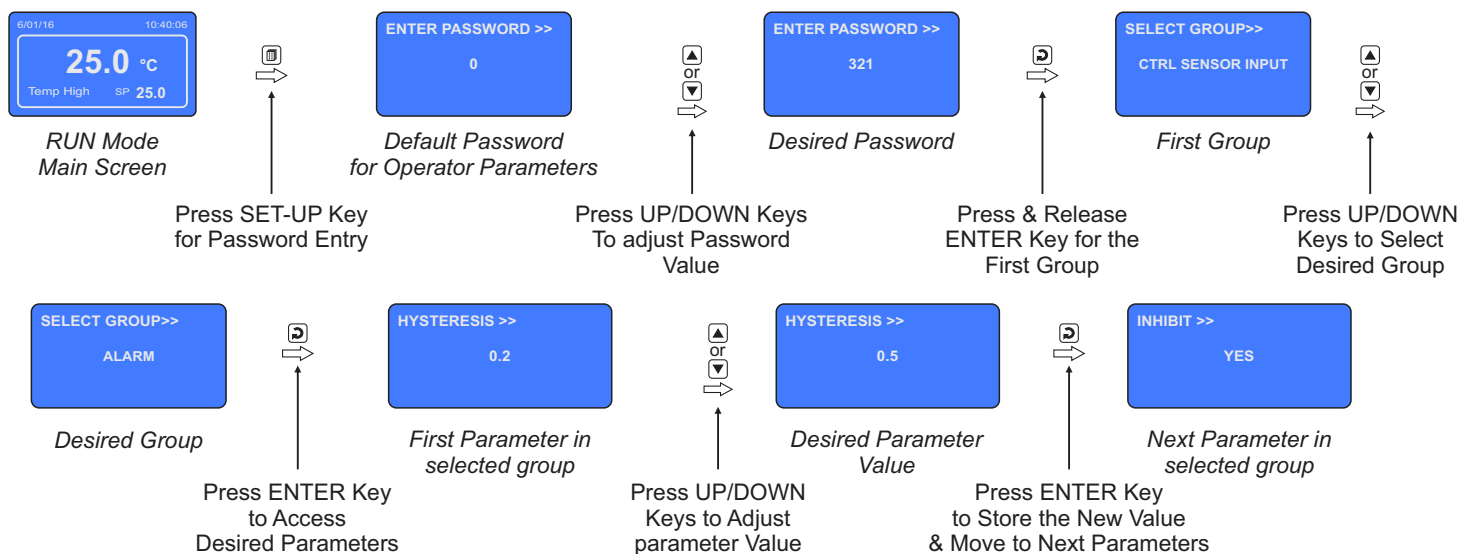 6/01/16 10:40:06
25.0 °C
Temp High SP 25.0
RUN Mode
Main Screen
Press SET-UP Key
for Password Entry
ENTER PASSWORD >>
0
Default Password
for Operator Parameters
or
Press UP/DOWN Keys
To adjust Password
Value
ENTER PASSWORD >>
321
Desired Password
Press & Release
ENTER Key for the
First Group
SELECT GROUP>>
CTRL SENSOR INPUT
First Group
or
Press UP/DOWN
Keys to Select
Desired Group
SELECT GROUP>>
ALARM
Desired Group
Press ENTER Key
to Access
Desired Parameters
HYSTERESIS >>
0.2
First Parameter in
selected group
or
Press UP/DOWN
Keys to Adjust
parameter Value
HYSTERESIS >>
0.5
Desired Parameter
Value
Press ENTER Key
to Store the New Value
& Move to Next Parameters
INHIBIT >>
YES
Next Parameter in
selected group